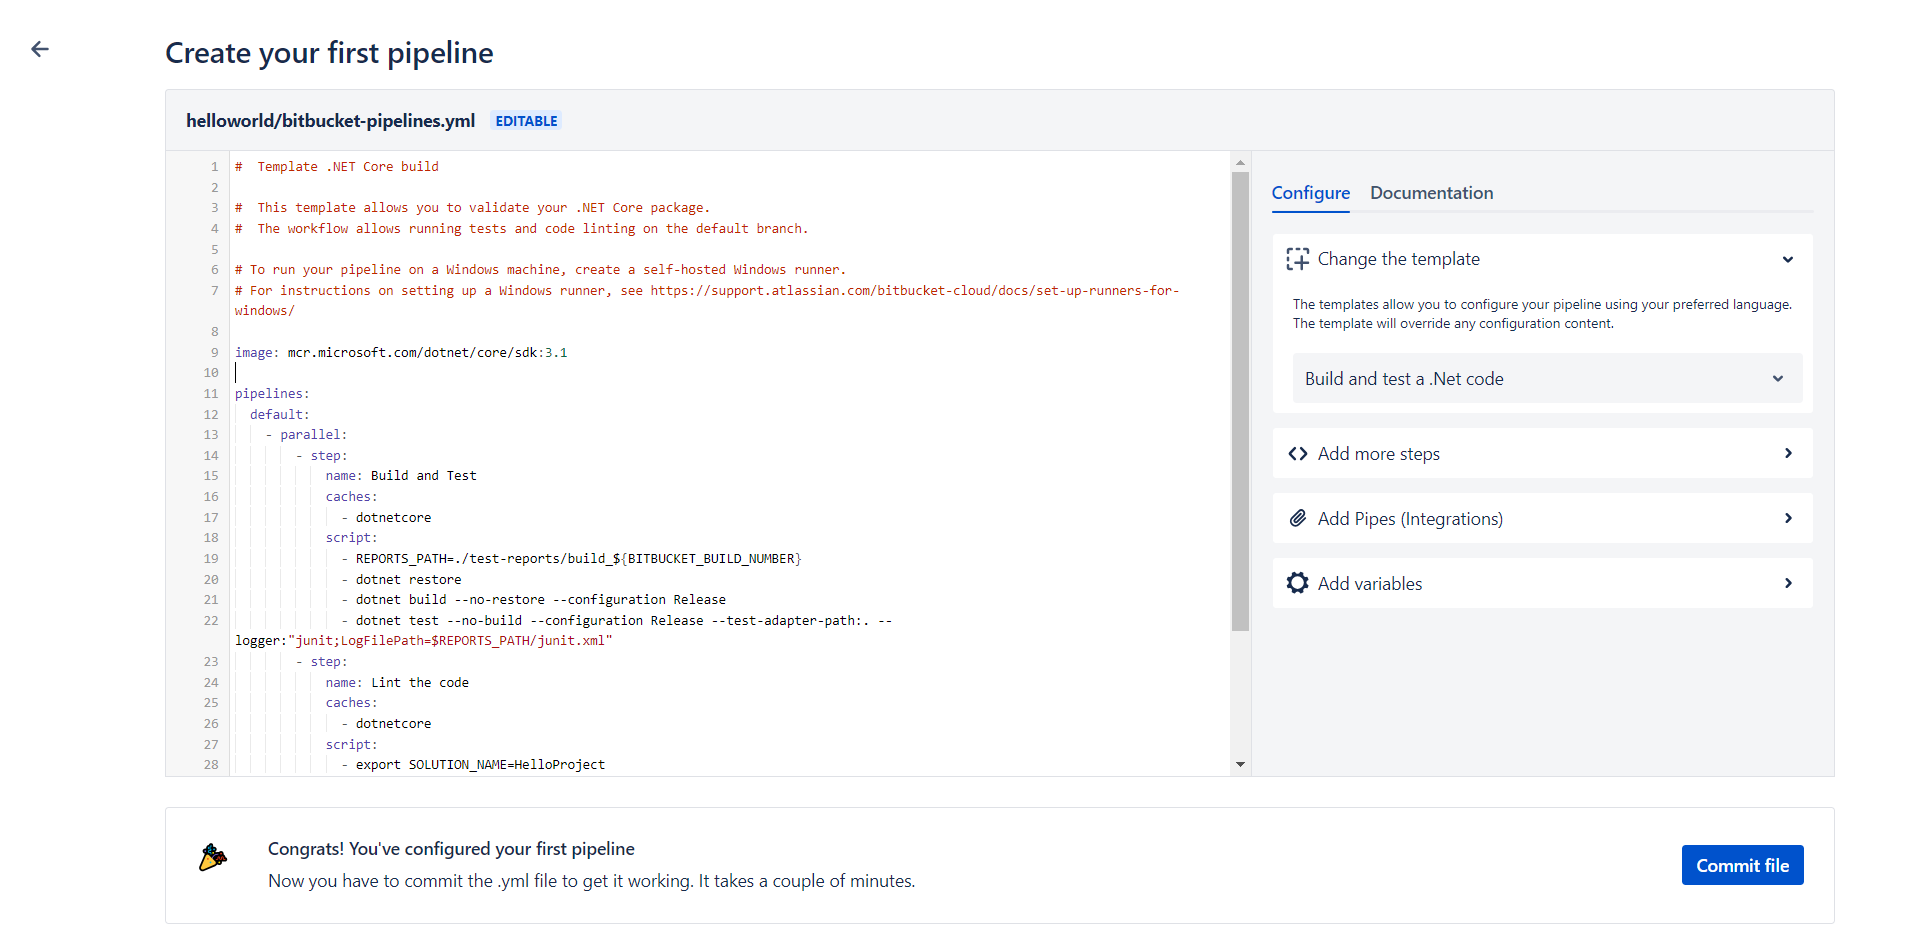 Create your first pipeline
helloworld/bitbucket-pipelines.yml EDITABLE
1 #  Template .NET Core build
2
3 #  This template allows you to validate your .NET Core package.
4 #  The workflow allows running tests and code linting on the default branch.
5
6 # To run your pipeline on a Windows machine, create a self-hosted Windows runner.
7 # For instructions on setting up a Windows runner, see https://support.atlassian.com/bitbucket-cloud/docs/set-up-runners-for-
windows/
8
9 image: mcr.microsoft.com/dotnet/core/sdk:3.1
10
11 pipelines:
12   default:
13     - parallel:
14         - step:
15             name: Build and Test
16             caches:
17               - dotnetcore
18             script:
19               - REPORTS_PATH=./test-reports/build_${BITBUCKET_BUILD_NUMBER}
20               - dotnet restore
21               - dotnet build --no-restore --configuration Release
22               - dotnet test --no-build --configuration Release --test-adapter-path:. --
logger:"junit;LogFilePath=$REPORTS_PATH/junit.xml"
23         - step:
24             name: Lint the code
25             caches:
26               - dotnetcore
27             script:
28               - export SOLUTION_NAME=HelloProject
Configure Documentation
Change the template
The templates allow you to configure your pipeline using your preferred language.
The template will override any configuration content.
Build and test a .Net code
Add more steps
Add Pipes (Integrations)
Add variables
Congrats! You've configured your first pipeline
Now you have to commit the .yml file to get it working. It takes a couple of minutes.
Commit file